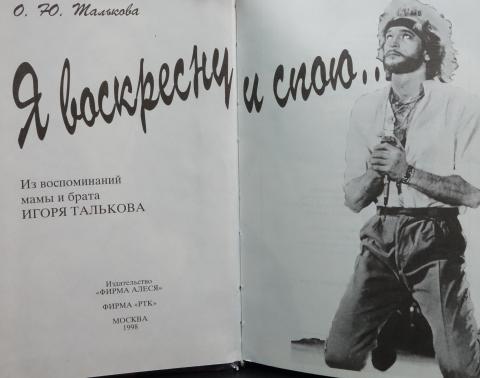 О. Ю. Талькова
Я воскресну и спою...
Из воспоминаний
мамы и брата
ИГОРЯ ТАЛЬКОВА
Издательство
«ФИРМА АЛЕСЯ»
ФИРМА «РТК»
МОСКВА
1998